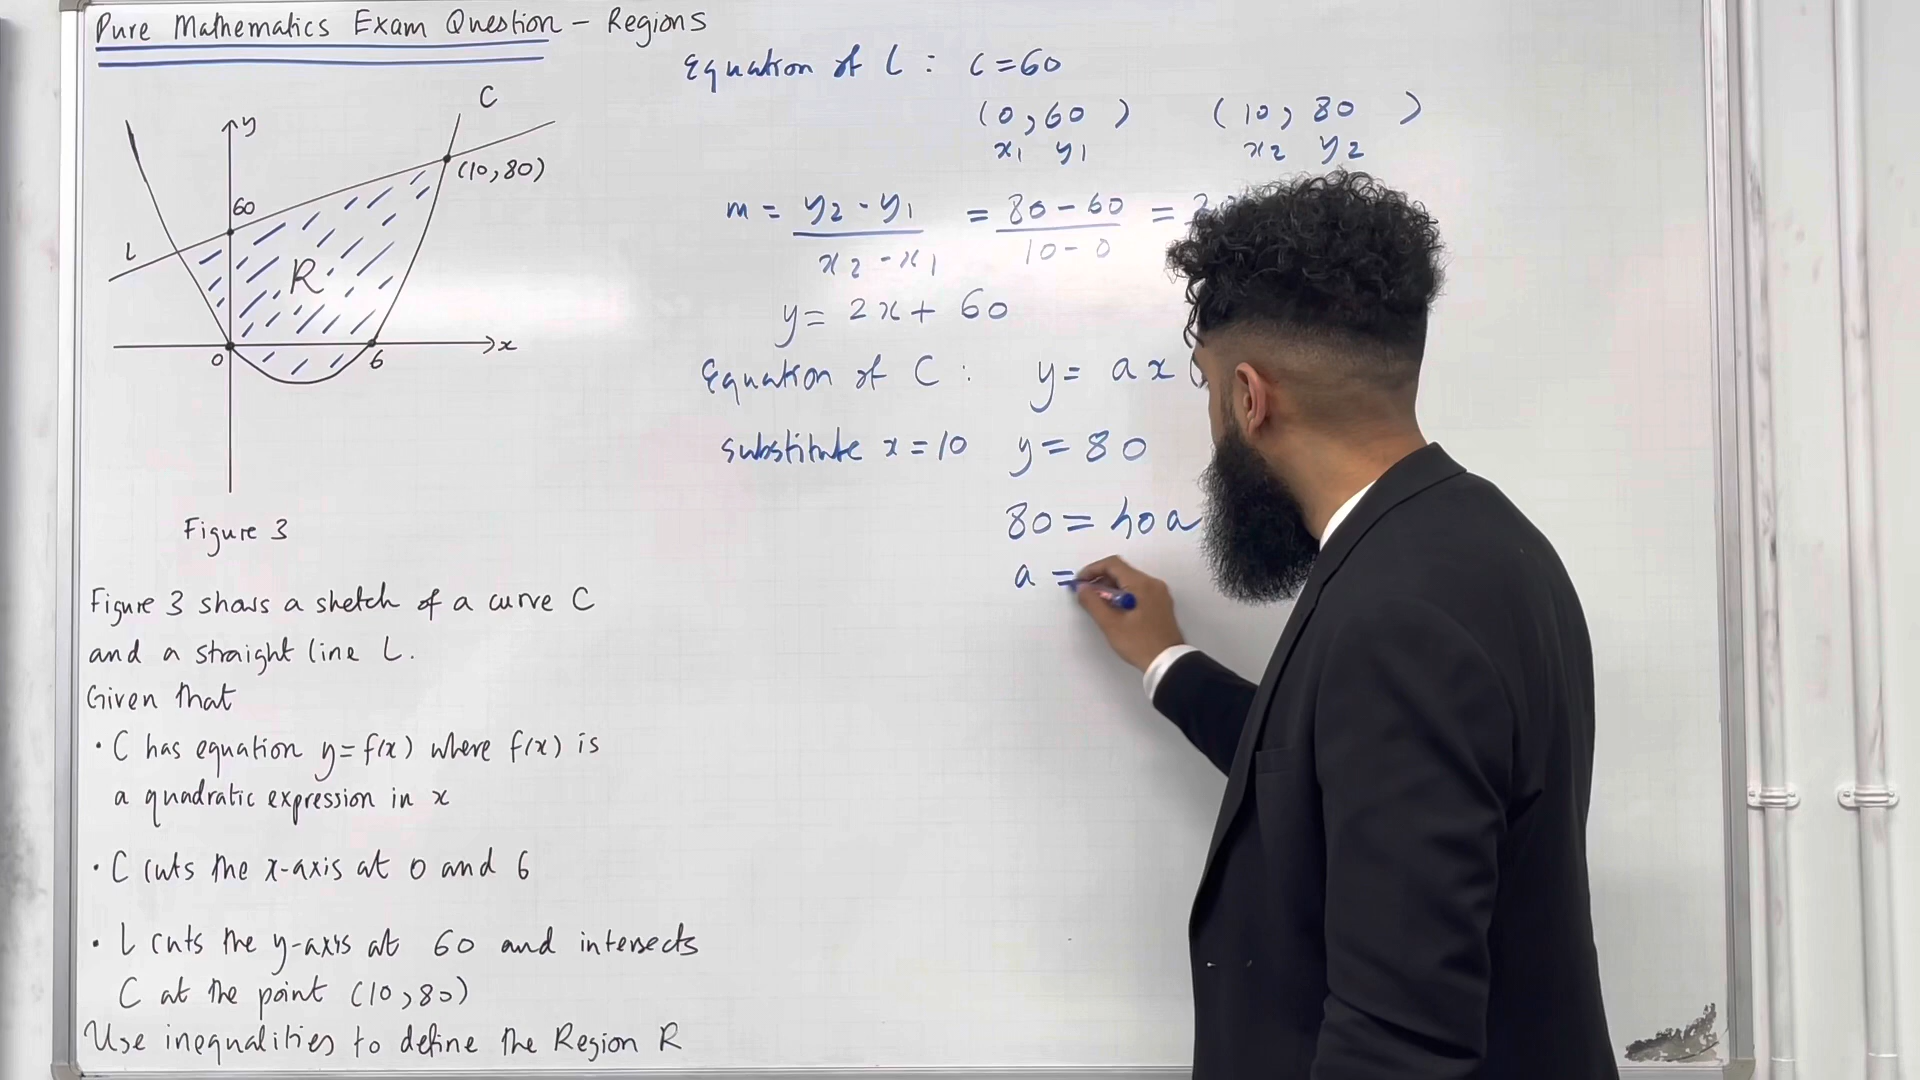 Pure Mathematics Exam Question - Regions
C
y
(10,80)
60
L
R
0
6
x
Figure 3
Figure 3 shows a sketch of a curve C
and a straight line L.
Given that
• C has equation y=f(x) where f(x) is
a quadratic expression in x
• C cuts the x-axis at 0 and 6
• L cuts the y-axis at 60 and intersects
C at the point (10,80)
Use inequalities to define the Region R
Equation of L : C=60
(0,60) (10,80)
x1 y1 x2 y2
m = y2-y1 / x2-x1 = 80-60 / 10-0 =
y = 2x + 60
Equation of C : y = ax(
substitute x=10 y=80
80 = 40a
a =